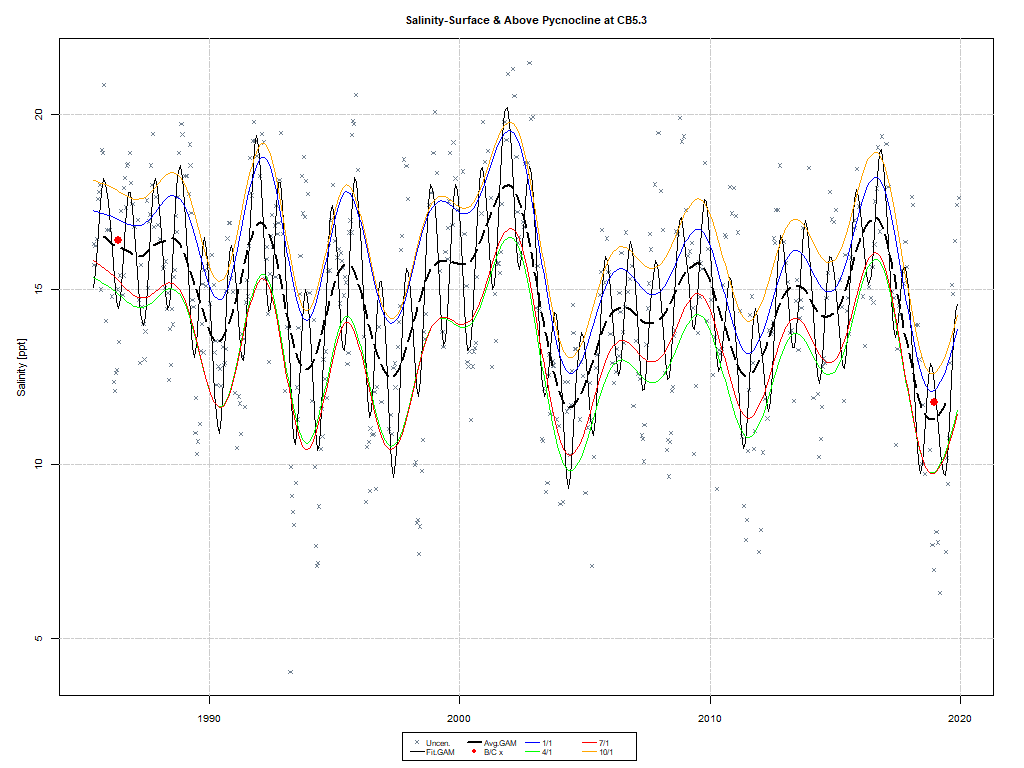 Salinity-Surface & Above Pycnocline at CB5.3
20
15
10
5
Salinity [ppt]
1990 2000 2010 2020
Uncen. Avg.GAM 1/1 7/1
Fit.GAM B/C x 4/1 10/1